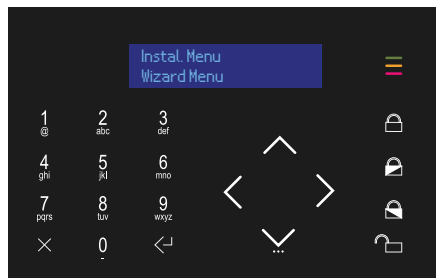 Instal. Menu
Wizard Menu
1 2 3
@ abc def
4 5 6
ghi jkl mno
7 8 9
pqrs tuv wxyz
0
-